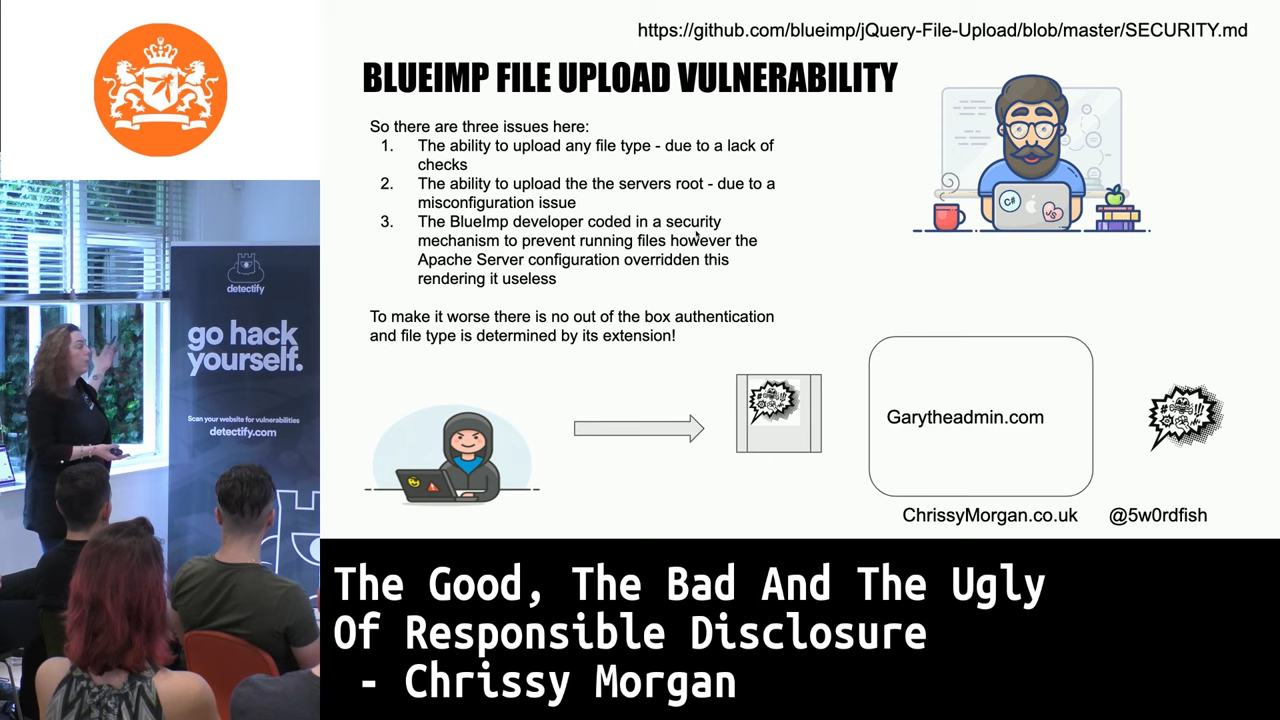 https://github.com/blueimp/jQuery-File-Upload/blob/master/SECURITY.md
BLUEIMP FILE UPLOAD VULNERABILITY
So there are three issues here:
1. The ability to upload any file type - due to a lack of
checks
2. The ability to upload the the servers root - due to a
misconfiguration issue
3. The BlueImp developer coded in a security
mechanism to prevent running files however the
Apache Server configuration overridden this
rendering it useless
To make it worse there is no out of the box authentication
and file type is determined by its extension!
C#
JS
Garytheadmin.com
ChrissyMorgan.co.uk @5w0rdfish
detectify
go hack
yourself.
Scan your website for vulnerabilities
detectify.com
The Good, The Bad And The Ugly
Of Responsible Disclosure
- Chrissy Morgan